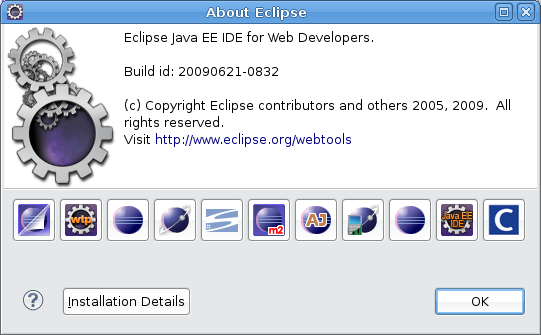 About Eclipse
Eclipse Java EE IDE for Web Developers.
Build id: 20090621-0832
(c) Copyright Eclipse contributors and others 2005, 2009.  All
rights reserved.
Visit http://www.eclipse.org/webtools
wtp
m2
AJ
Java EE
IDE
C
?
Installation Details
OK